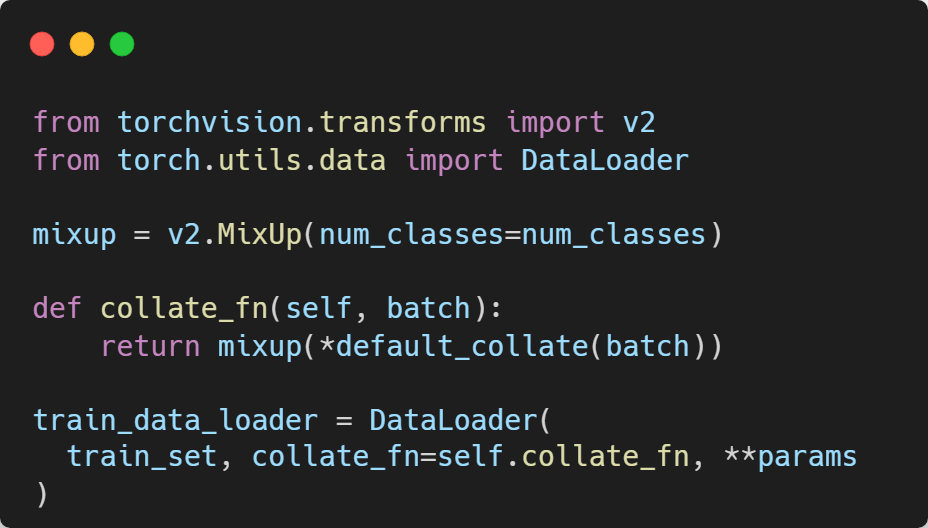 from torchvision.transforms import v2
from torch.utils.data import DataLoader

mixup = v2.MixUp(num_classes=num_classes)

def collate_fn(self, batch):
    return mixup(*default_collate(batch))

train_data_loader = DataLoader(
  train_set, collate_fn=self.collate_fn, **params
)